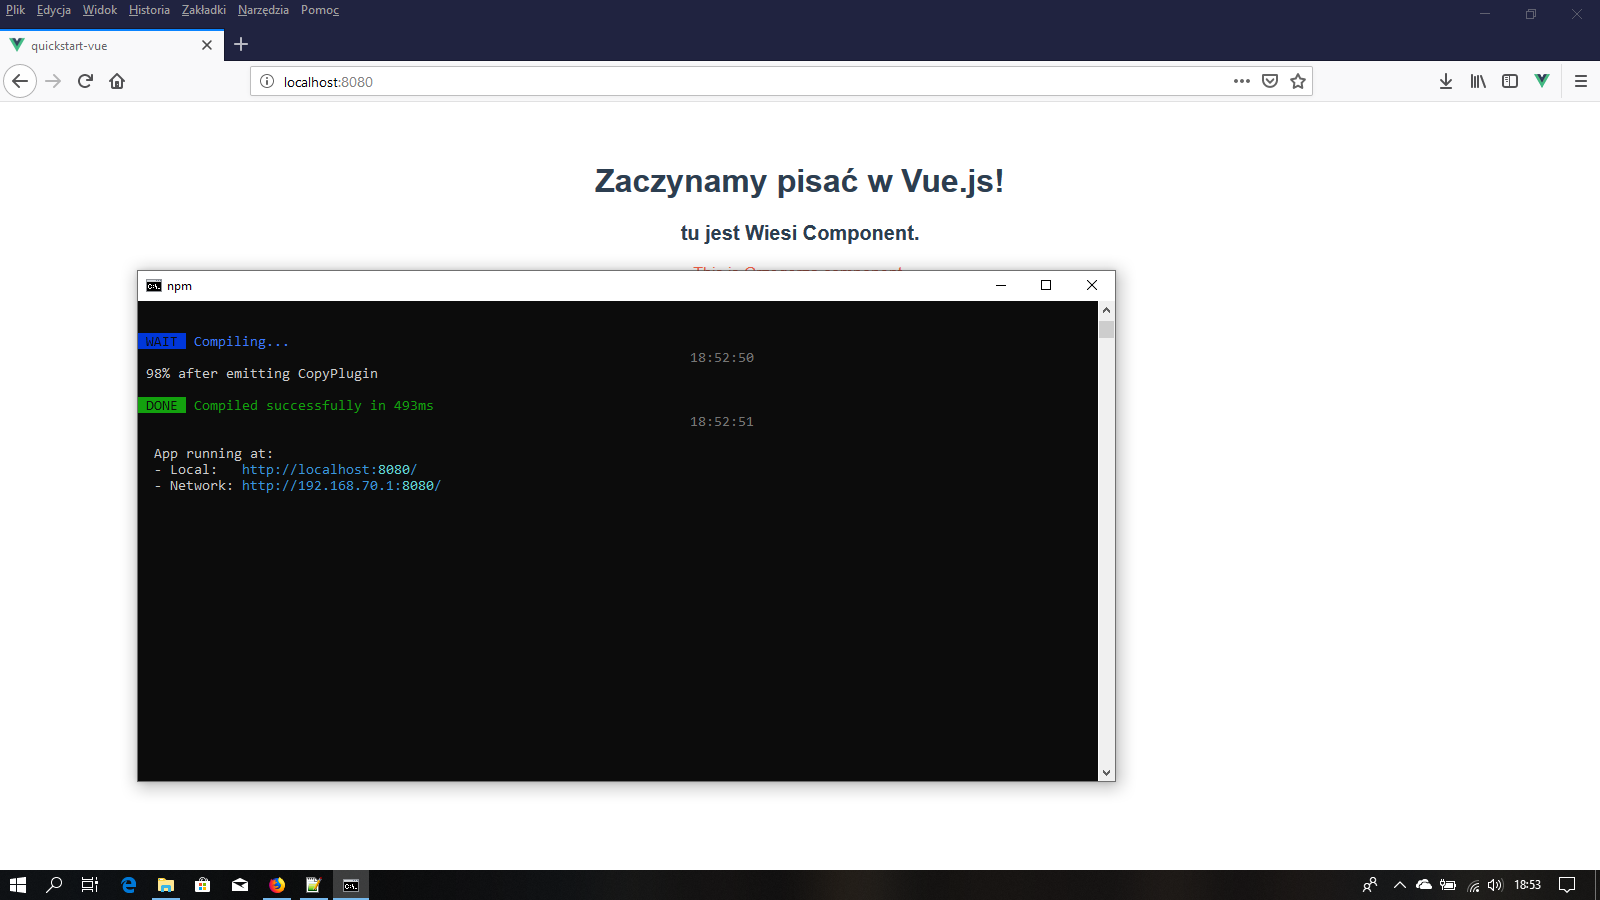 Plik Edycja Widok Historia Zakładki Narzędzia Pomoc
quickstart-vue
localhost:8080
Zaczynamy pisać w Vue.js!
tu jest Wiesi Component.
npm
WAIT Compiling...
18:52:50
98% after emitting CopyPlugin
DONE Compiled successfully in 493ms
18:52:51
App running at:
- Local: http://localhost:8080/
- Network: http://192.168.70.1:8080/
18:53